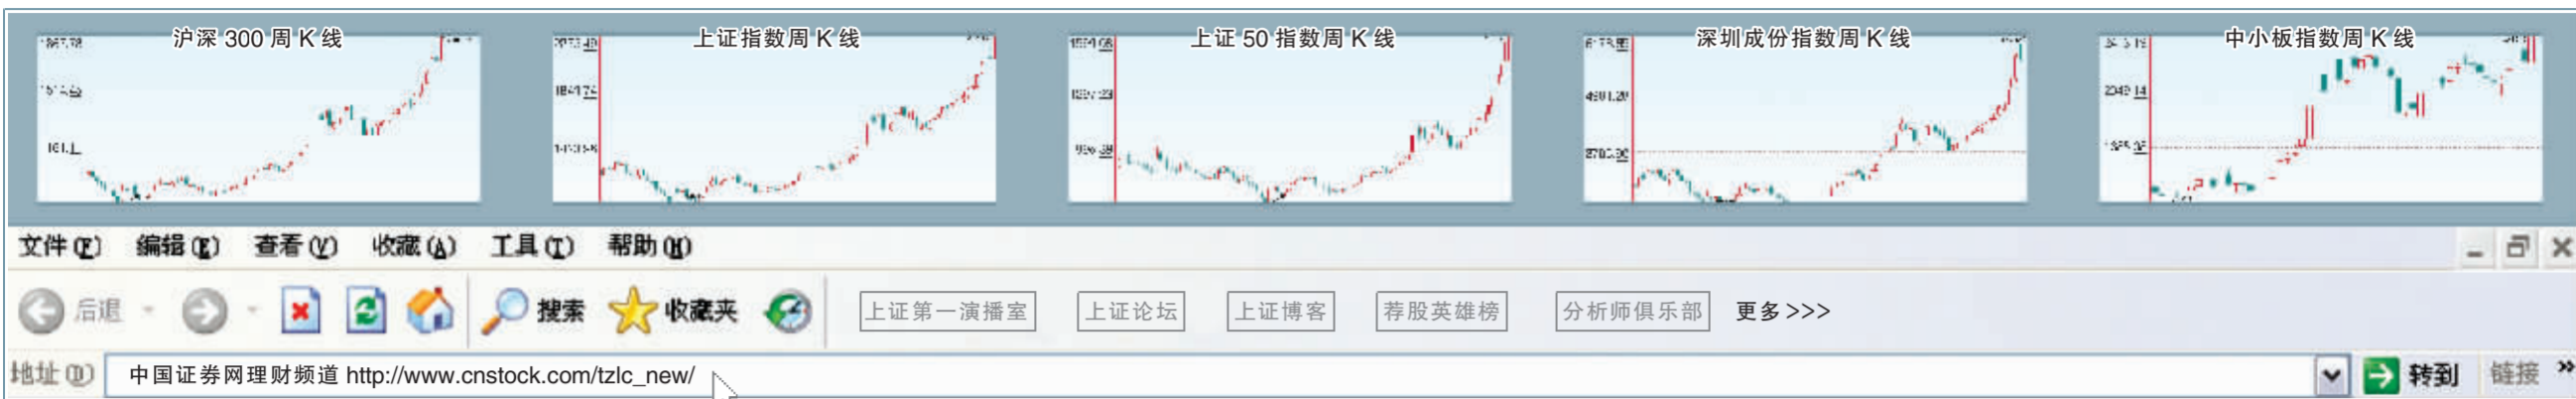 沪深 300 周 K 线
上证指数周 K 线
上证 50 指数周 K 线
深圳成份指数周 K 线
中小板指数周 K 线
文件(F) 编辑(E) 查看(V) 收藏(A) 工具(T) 帮助(H)
后退 搜索 收藏夹 上证第一演播室 上证论坛 上证博客 荐股英雄榜 分析师俱乐部 更多>>>
地址(D) 中国证券网理财频道 http://www.cnstock.com/tzlc_new/ 转到 链接 »